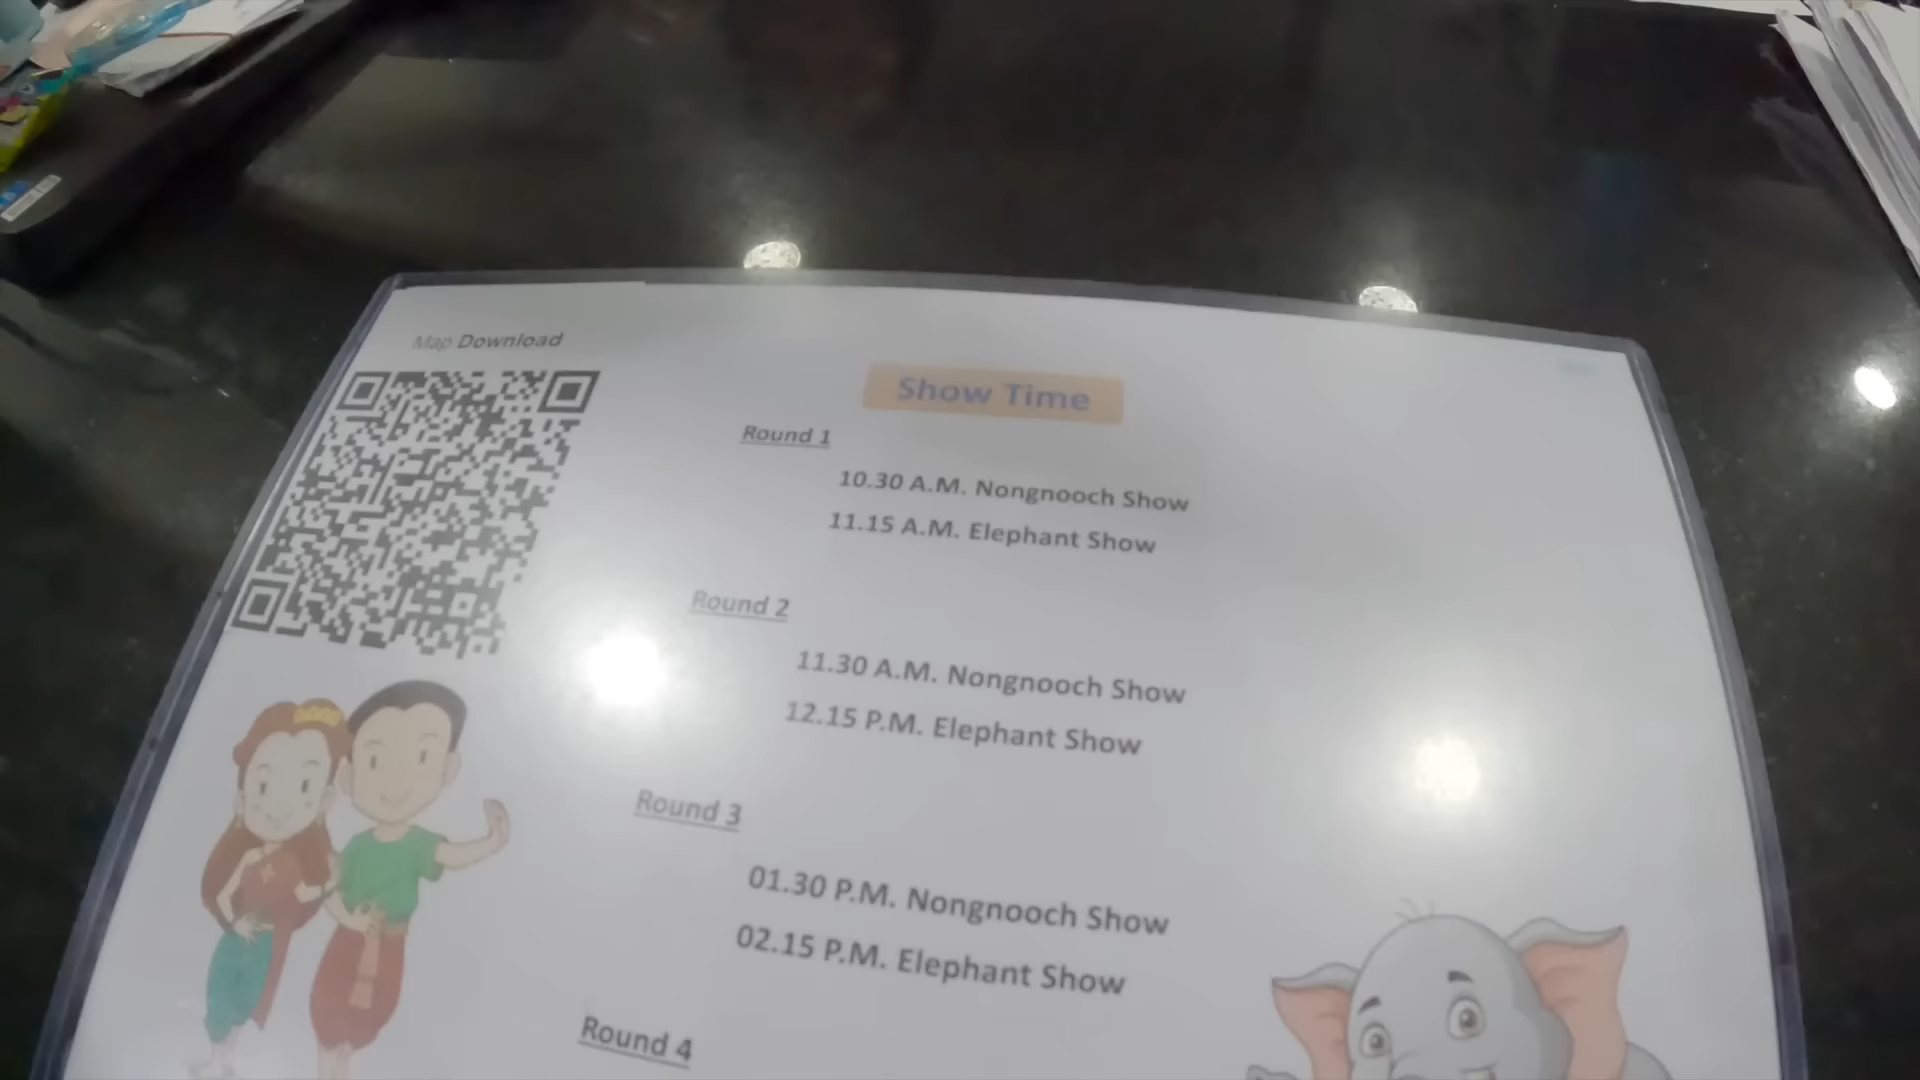 Map Download
Show Time
Round 1
10.30 A.M. Nongnooch Show
11.15 A.M. Elephant Show
Round 2
11.30 A.M. Nongnooch Show
12.15 P.M. Elephant Show
Round 3
01.30 P.M. Nongnooch Show
02.15 P.M. Elephant Show
Round 4